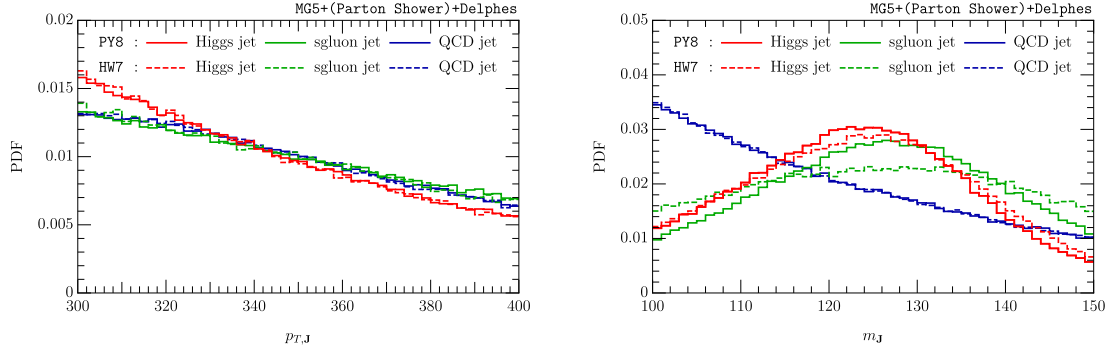 MG5+(Parton Shower)+Delphes
PY8 : Higgs jet sgluon jet QCD jet
HW7 : Higgs jet sgluon jet QCD jet
PDF
0.02
0.015
0.01
0.005
0
300 320 340 360 380 400
p_{T,J}
MG5+(Parton Shower)+Delphes
PY8 : Higgs jet sgluon jet QCD jet
HW7 : Higgs jet sgluon jet QCD jet
PDF
0.05
0.04
0.03
0.02
0.01
0
100 110 120 130 140 150
m_J